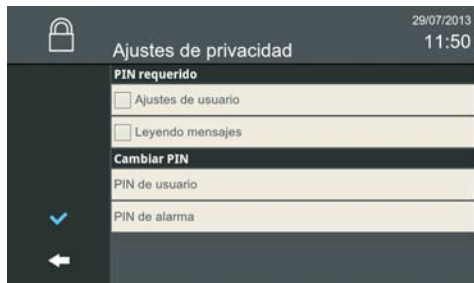 29/07/2013
Ajustes de privacidad 11:50
PIN requerido
Ajustes de usuario
Leyendo mensajes
Cambiar PIN
PIN de usuario
PIN de alarma